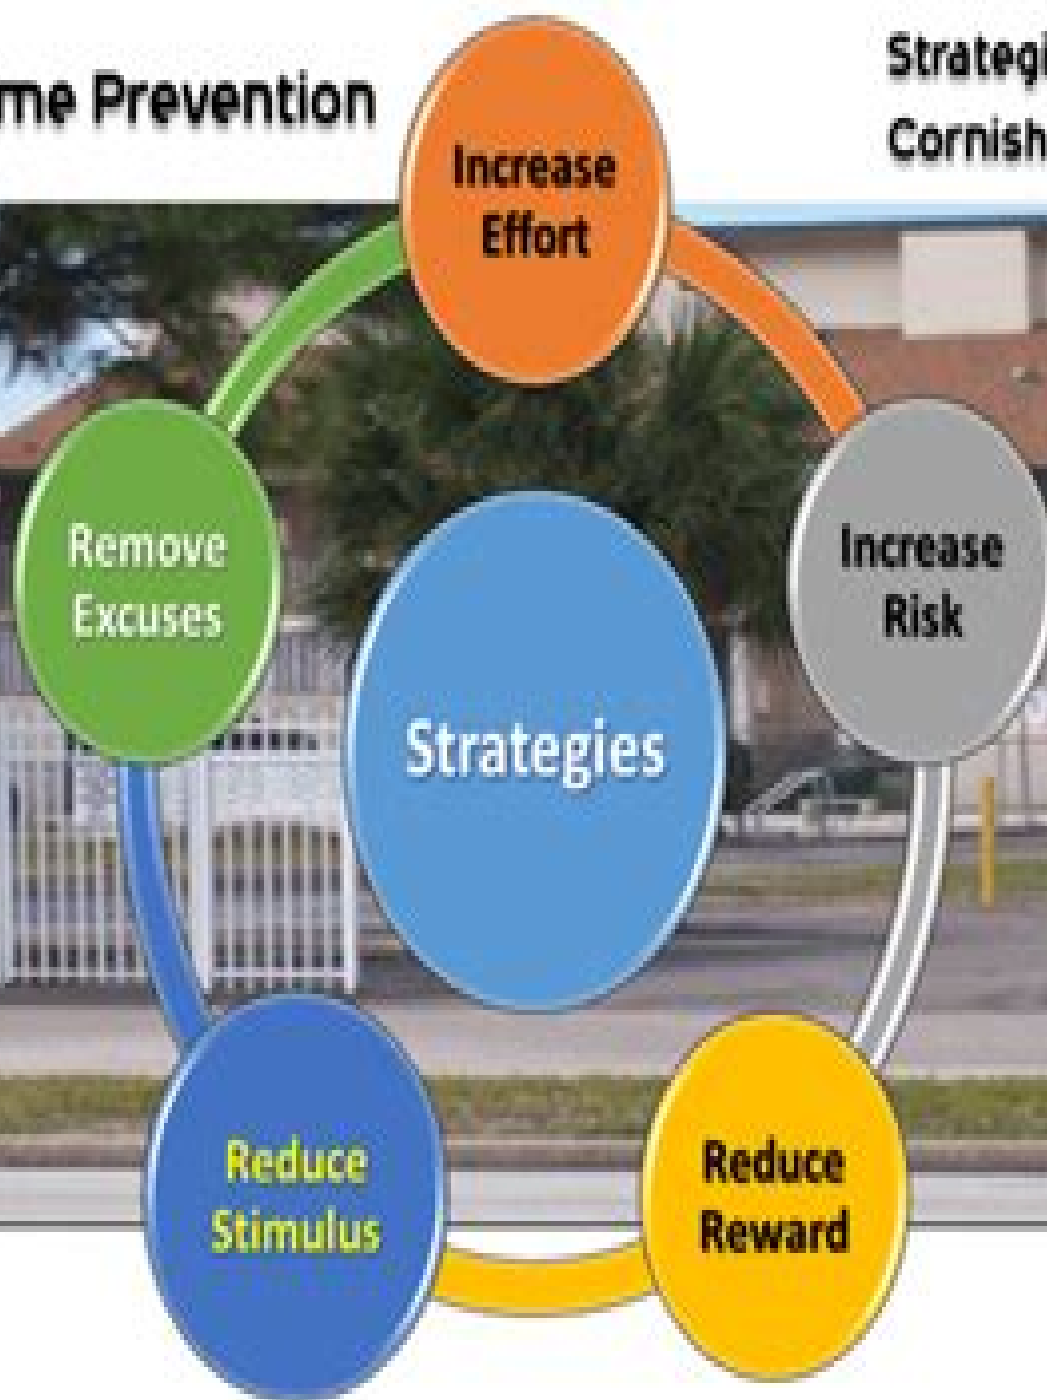 me Prevention
Strategi
Cornish
Increase
Effort
Remove
Excuses
Increase
Risk
Strategies
Reduce
Stimulus
Reduce
Reward